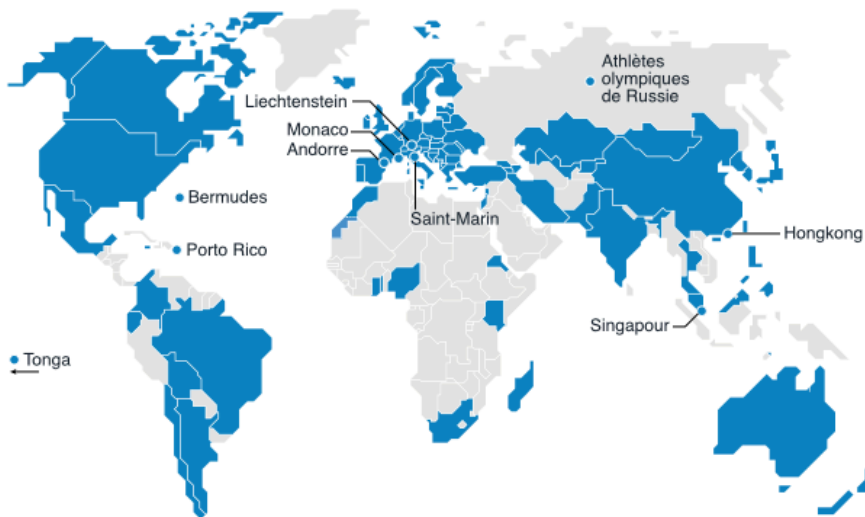 Athlètes
olympiques
de Russie
Liechtenstein
Monaco
Andorre
Bermudes
Saint-Marin
Hongkong
Porto Rico
Singapour
Tonga